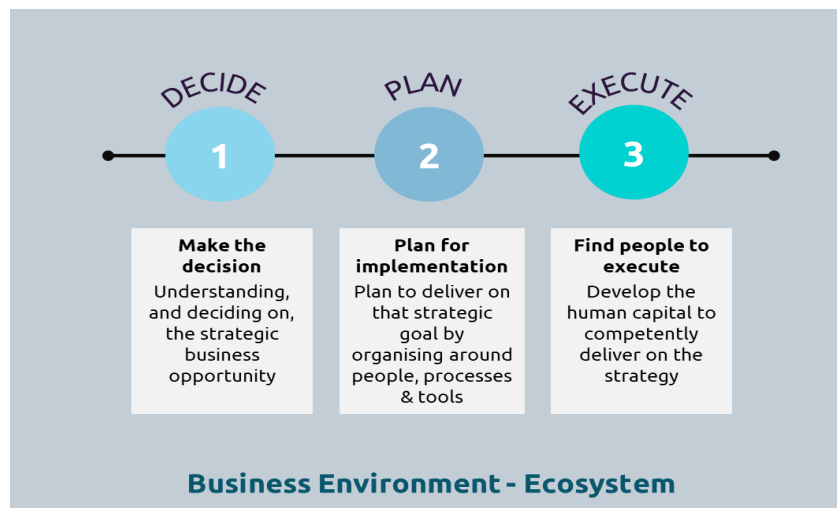 DECIDE
1
Make the
decision
Understanding,
and deciding on,
the strategic
business
opportunity
PLAN
2
Plan for
implementation
Plan to deliver on
that strategic
goal by
organising around
people, processes
& tools
EXECUTE
3
Find people to
execute
Develop the
human capital to
competently
deliver on the
strategy
Business Environment - Ecosystem